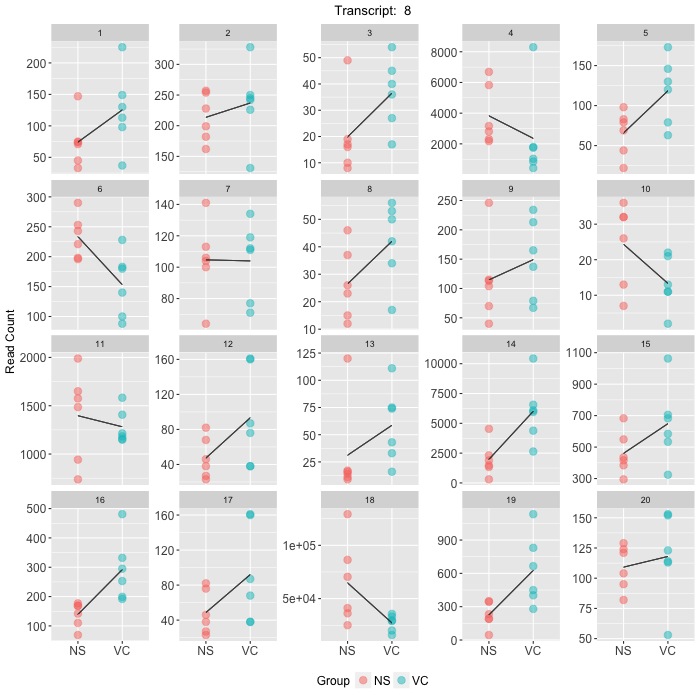 Transcript: 8
1 2 3 4 5
200 150 100 50
300 250 200 150
50 40 30 20 10
8000 6000 4000 2000
150 100 50
6 7 8 9 10
300 250 200 150 100
140 120 100 80
50 40 30 20 10
250 200 150 100 50
30 20 10
Read Count
11 12 13 14 15
2000 1500 1000
160 120 80 40
125 100 75 50 25
10000 7500 5000 2500 0
1100 900 700 500 300
16 17 18 19 20
500 400 300 200 100
160 120 80 40
1e+05 5e+04
900 600 300 0
150 125 100 75 50
NS VC NS VC NS VC NS VC NS VC
Group NS VC